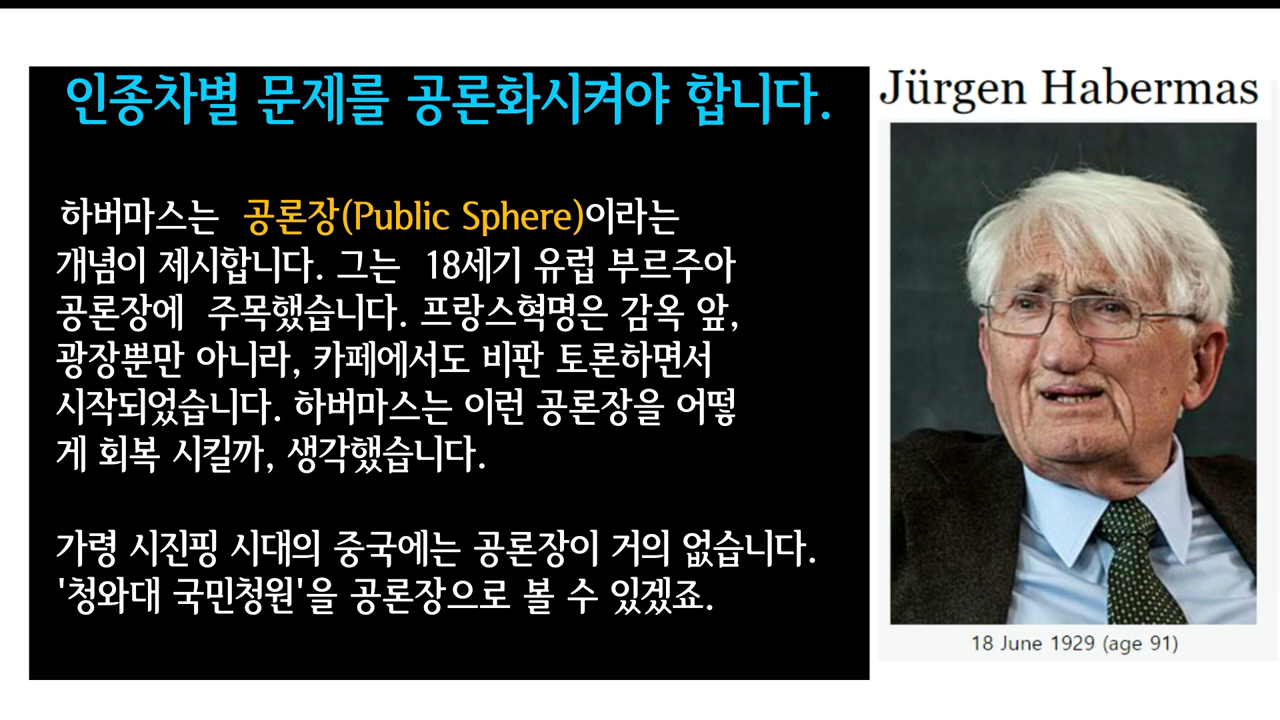 인종차별 문제를 공론화시켜야 합니다.
하버마스는 공론장(Public Sphere)이라는
개념이 제시합니다. 그는 18세기 유럽 부르주아
공론장에 주목했습니다. 프랑스혁명은 감옥 앞,
광장뿐만 아니라, 카페에서도 비판 토론하면서
시작되었습니다. 하버마스는 이런 공론장을 어떻
게 회복 시킬까, 생각했습니다.
가령 시진핑 시대의 중국에는 공론장이 거의 없습니다.
'청와대 국민청원'을 공론장으로 볼 수 있겠죠.
Jürgen Habermas
18 June 1929 (age 91)